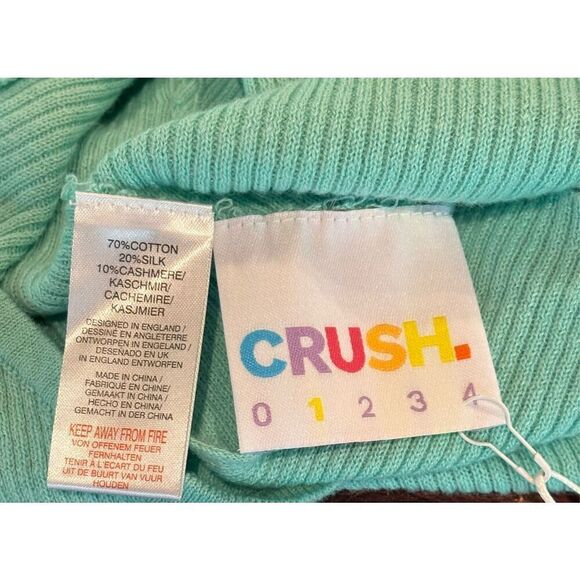 70%COTTON
20%SILK
10%CASHMERE/
KASCHMIR/
CACHEMIRE/
KASJMIER
DESIGNED IN ENGLAND /
DESSINÉ EN ANGLETERRE
ONTWORPEN IN ENGELAND /
DESENADO EN UK
IN ENGLAND ENTWORFEN
MADE IN CHINA /
FABRIQUÉ EN CHINE/
GEMAAKT IN CHINA/
HECHO EN CHINA/
GEMACHT IN DER CHINA
KEEP AWAY FROM FIRE
VON OFFENEM FEUER
FERNHALTEN
TENIR À L'ÉCART DU FEU
UIT DE BUURT VAN VUUR
HOUDEN
CRUSH.
0 1 2 3 4